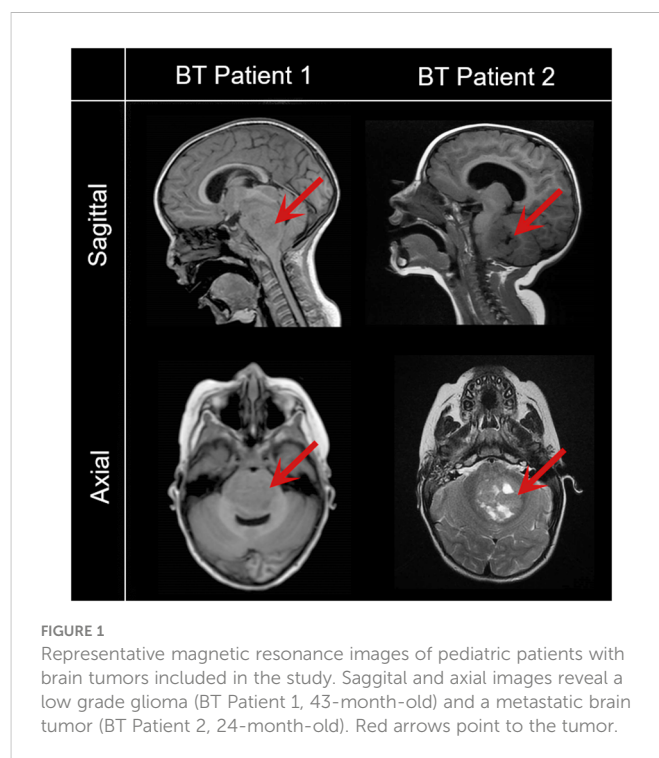 BT Patient 1
BT Patient 2
Sagittal
Axial
FIGURE 1
Representative magnetic resonance images of pediatric patients with
brain tumors included in the study. Saggital and axial images reveal a
low grade glioma (BT Patient 1, 43-month-old) and a metastatic brain
tumor (BT Patient 2, 24-month-old). Red arrows point to the tumor.